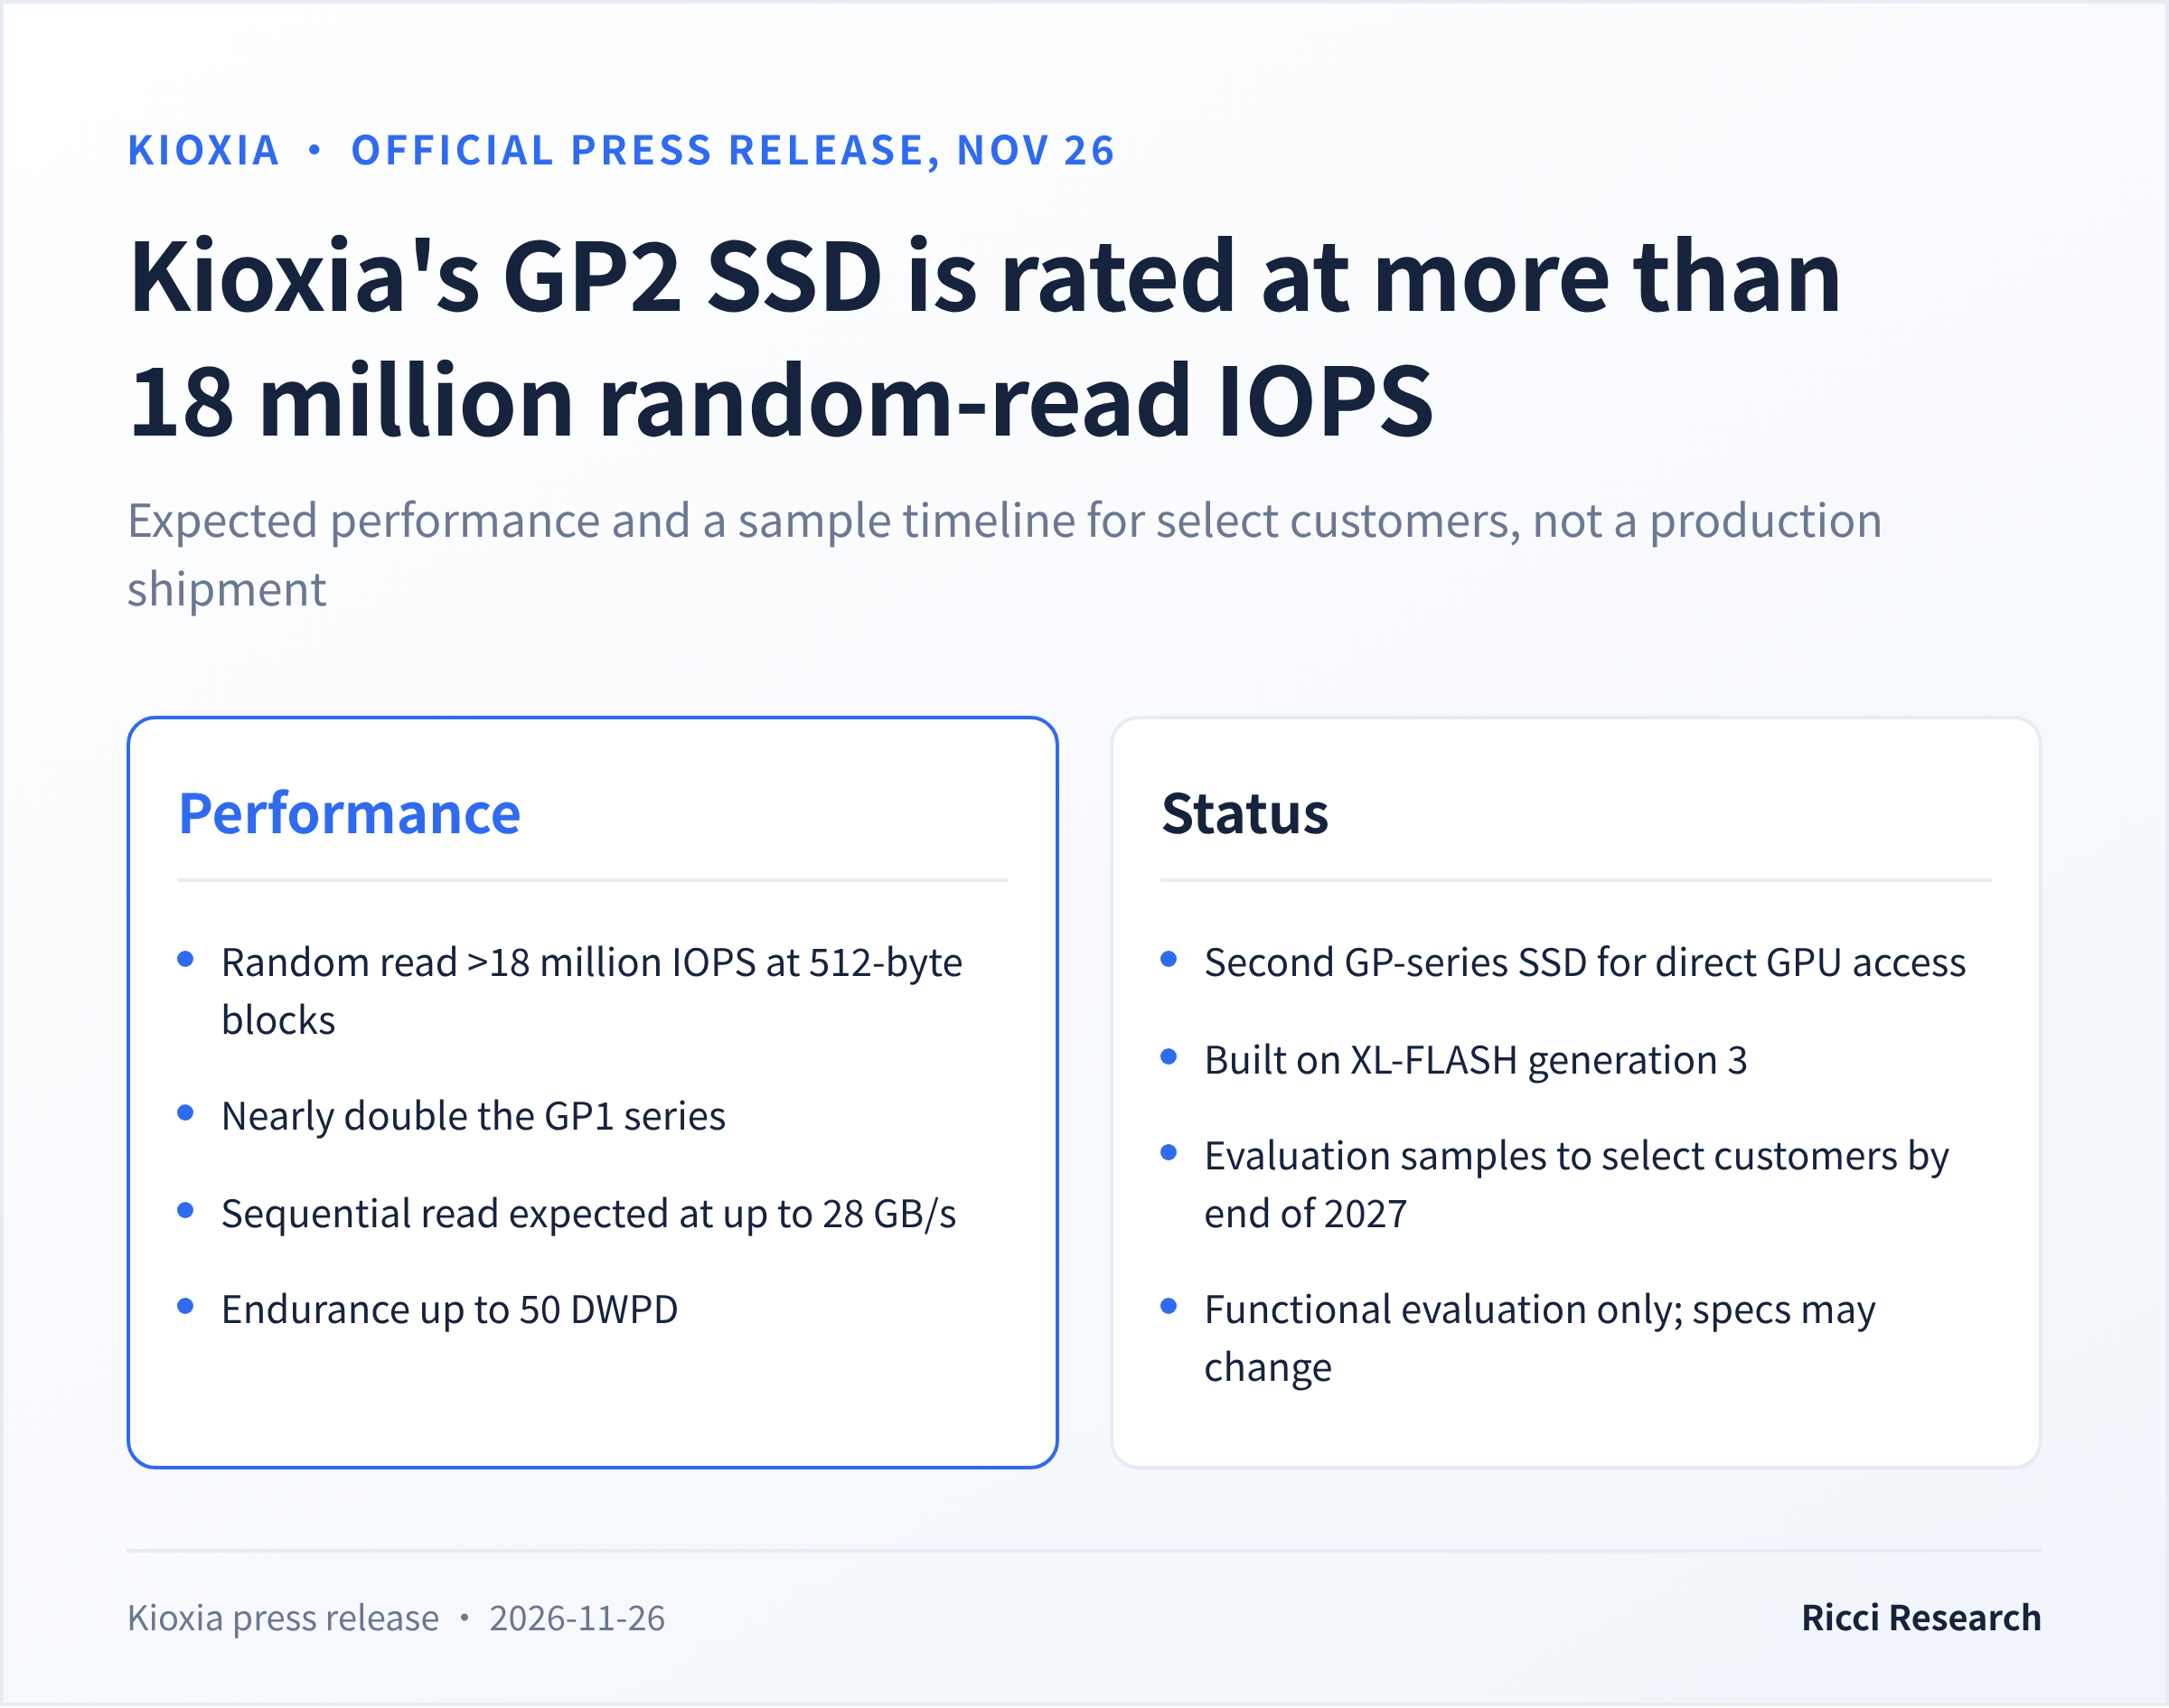 KIOXIA • OFFICIAL PRESS RELEASE, NOV 26
Kioxia's GP2 SSD is rated at more than
18 million random-read IOPS
Expected performance and a sample timeline for select customers, not a production
shipment
Performance
• Random read >18 million IOPS at 512-byte
blocks
• Nearly double the GP1 series
• Sequential read expected at up to 28 GB/s
• Endurance up to 50 DWPD
Status
• Second GP-series SSD for direct GPU access
• Built on XL-FLASH generation 3
• Evaluation samples to select customers by
end of 2027
• Functional evaluation only; specs may
change
Kioxia press release • 2026-11-26
Ricci Research